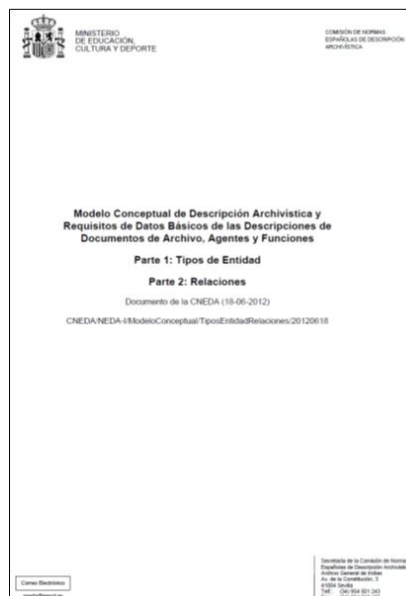 MINISTERIO
DE EDUCACIÓN,
CULTURA Y DEPORTE
COMISIÓN DE NORMAS
ESPAÑOLAS DE DESCRIPCIÓN
ARCHIVÍSTICA
Modelo Conceptual de Descripción Archivística y
Requisitos de Datos Básicos de las Descripciones de
Documentos de Archivo, Agentes y Funciones
Parte 1: Tipos de Entidad
Parte 2: Relaciones
Documento de la CNEDA (18-06-2012)
CNEDA/NEDA-I/ModeloConceptual/TiposEntidadRelaciones/20120618
Correo Electrónico
Secretaría de la Comisión de Normas
Españolas de Descripción Archivística
Archivo General de Indias
Av. de la Constitución, 3
41004 Sevilla